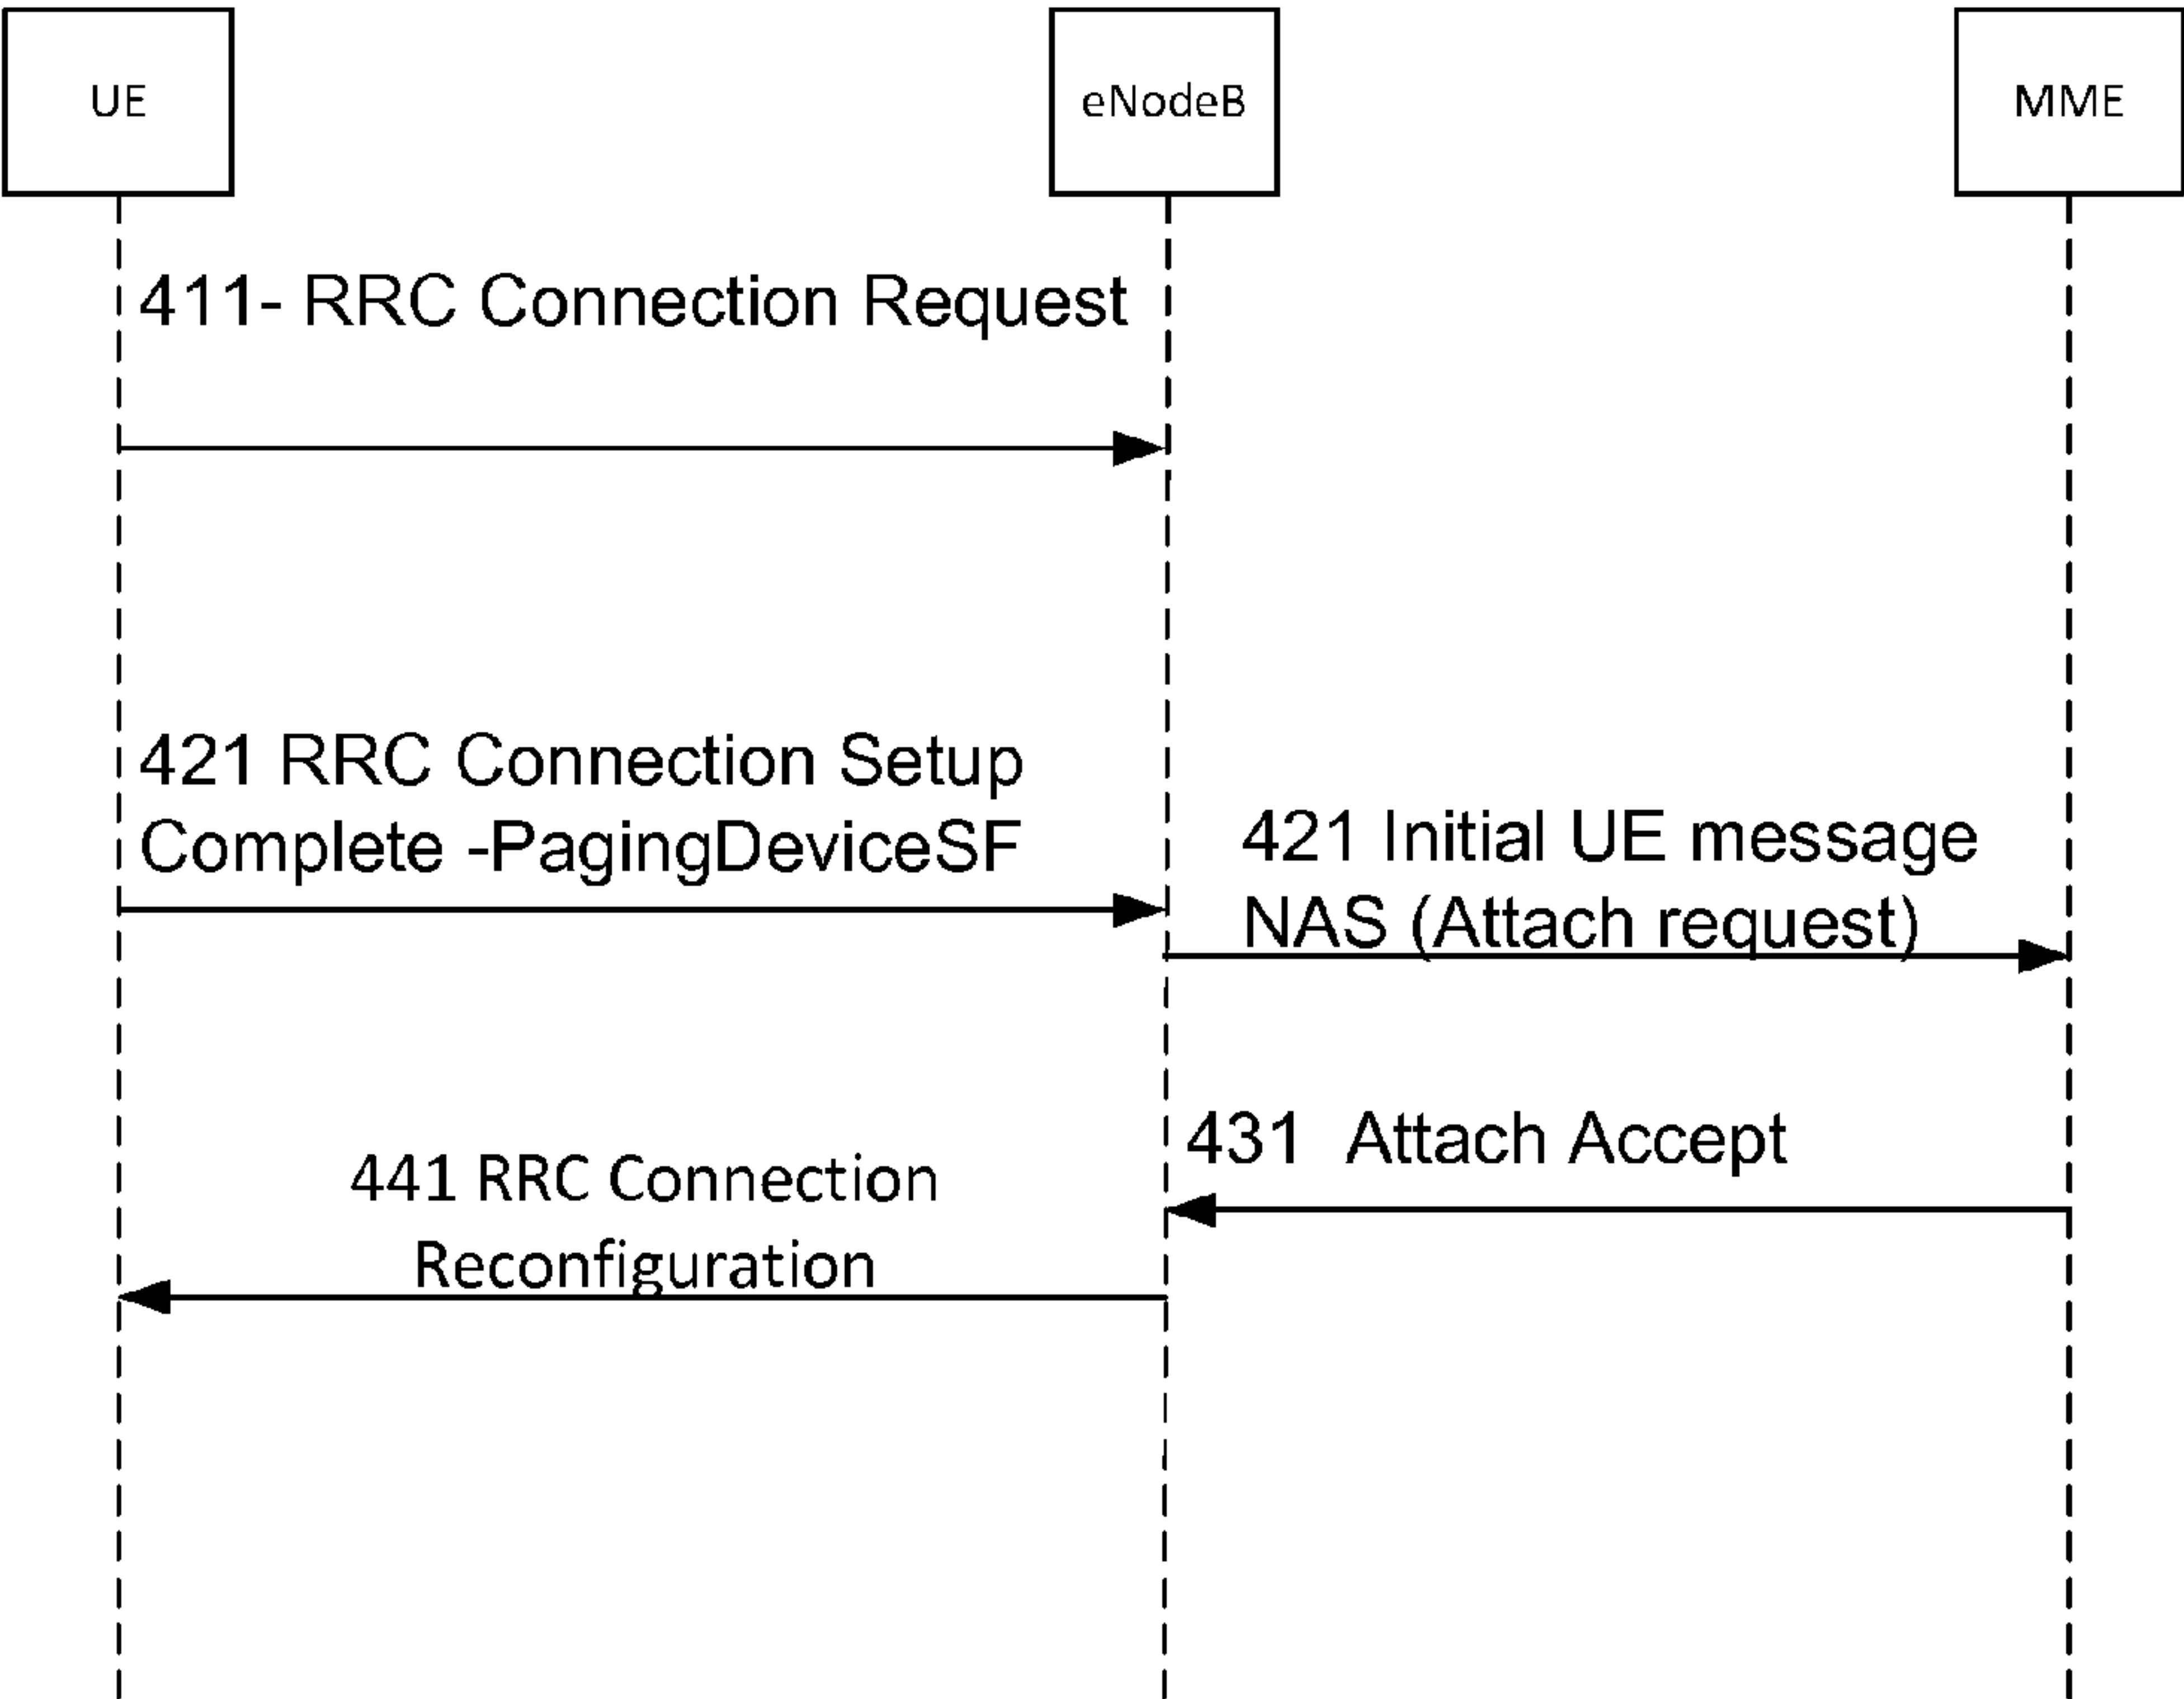 UE
eNodeB
MME
411- RRC Connection Request
421 RRC Connection Setup
Complete -PagingDeviceSF
421 Initial UE message
NAS (Attach request)
431 Attach Accept
441 RRC Connection
Reconfiguration